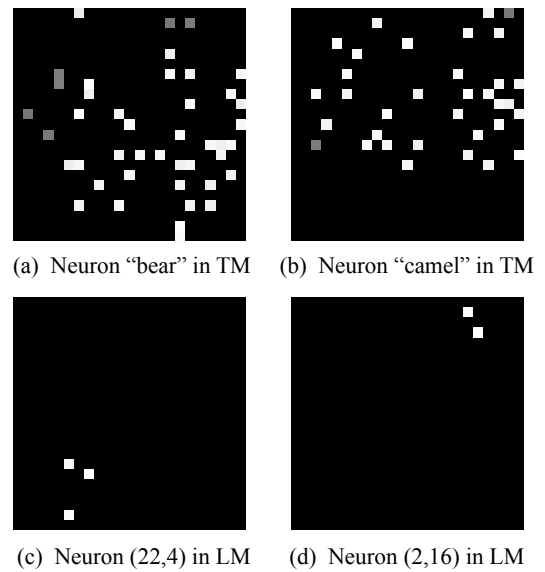 (a) Neuron “bear” in TM
(b) Neuron “camel” in TM
(c) Neuron (22,4) in LM
(d) Neuron (2,16) in LM